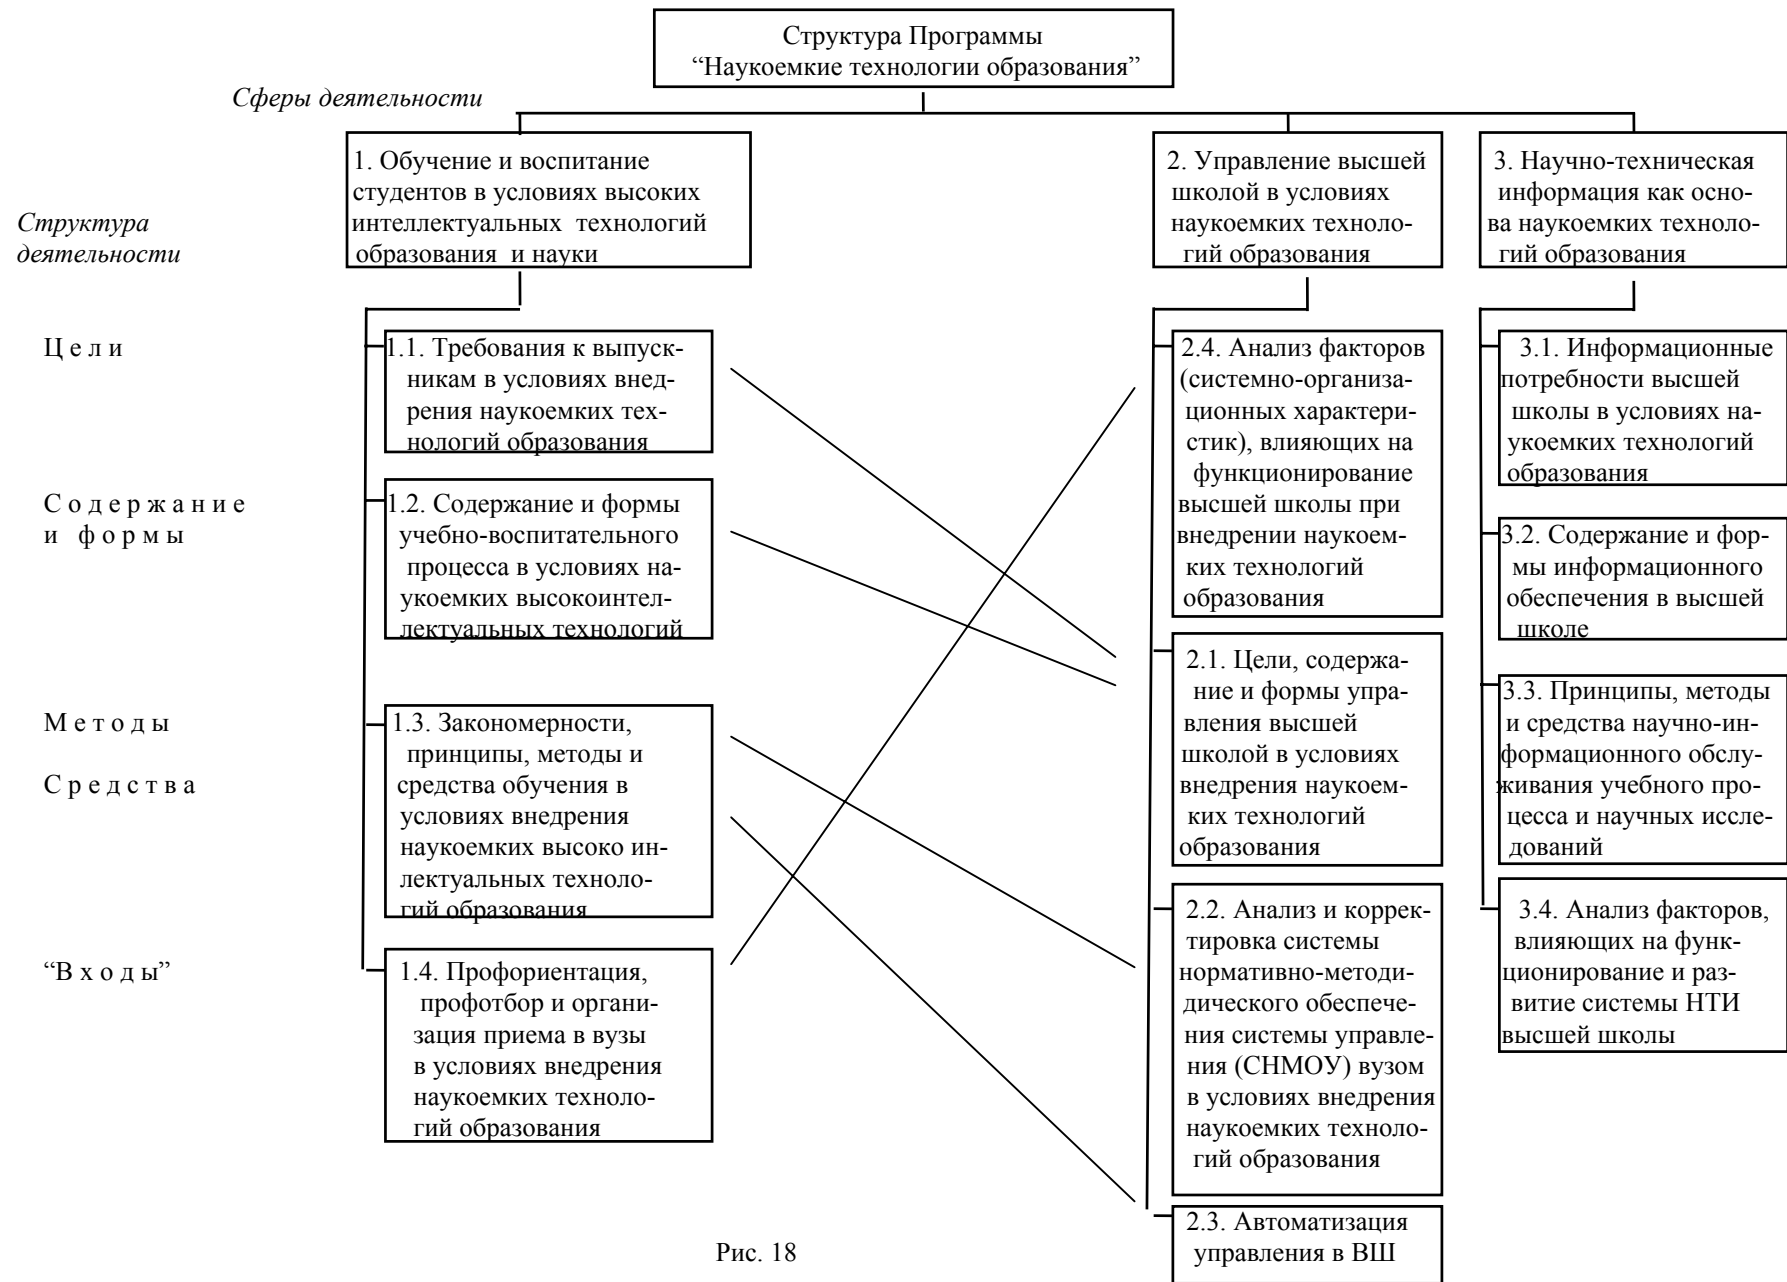 Структура Программы
“Наукоемкие технологии образования”
Сферы деятельности
1. Обучение и воспитание
студентов в условиях высоких
интеллектуальных технологий
образования и науки
2. Управление высшей
школой в условиях
наукоемких техноло-
гий образования
3. Научно-техническая
информация как осно-
ва наукоемких техноло-
гий образования
Структура
деятельности
Ц е л и
С о д е р ж а н и е
и ф о р м ы
М е т о д ы
С р е д с т в а
“В х о д ы”
1.1. Требования к выпуск-
никам в условиях внед-
рения наукоемких тех-
нологий образования
1.2. Содержание и формы
учебно-воспитательного
процесса в условиях на-
укоемких высокоинтел-
лектуальных технологий
1.3. Закономерности,
принципы, методы и
средства обучения в
условиях внедрения
наукоемких высоко ин-
лектуальных техноло-
гий образования
1.4. Профориентация,
профотбор и органи-
зация приема в вузы
в условиях внедрения
наукоемких техноло-
гий образования
2.4. Анализ факторов
(системно-организа-
ционных характери-
стик), влияющих на
функционирование
высшей школы при
внедрении наукоем-
ких технологий
образования
2.1. Цели, содержа-
ние и формы упра-
вления высшей
школой в условиях
внедрения наукоем-
ких технологий
образования
2.2. Анализ и коррек-
тировка системы
нормативно-методи-
дического обеспече-
ния системы управле-
ния (СНМОУ) вузом
в условиях внедрения
наукоемких техноло-
гий образования
2.3. Автоматизация
управления в ВШ
3.1. Информационные
потребности высшей
школы в условиях на-
укоемких технологий
образования
3.2. Содержание и фор-
мы информационного
обеспечения в высшей
школе
3.3. Принципы, методы
и средства научно-ин-
формационного обслу-
живания учебного про-
цесса и научных иссле-
дований
3.4. Анализ факторов,
влияющих на функ-
ционирование и раз-
витие системы НТИ
высшей школы
Рис. 18